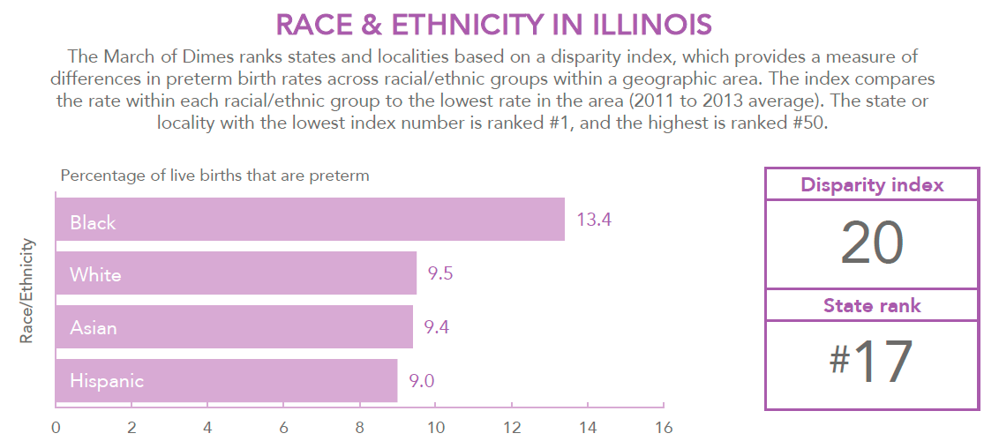 RACE & ETHNICITY IN ILLINOIS
The March of Dimes ranks states and localities based on a disparity index, which provides a measure of
differences in preterm birth rates across racial/ethnic groups within a geographic area. The index compares
the rate within each racial/ethnic group to the lowest rate in the area (2011 to 2013 average). The state or
locality with the lowest index number is ranked #1, and the highest is ranked #50.
Percentage of live births that are preterm
Race/Ethnicity
Black 13.4
White 9.5
Asian 9.4
Hispanic 9.0
0 2 4 6 8 10 12 14 16
Disparity index
20
State rank
#17